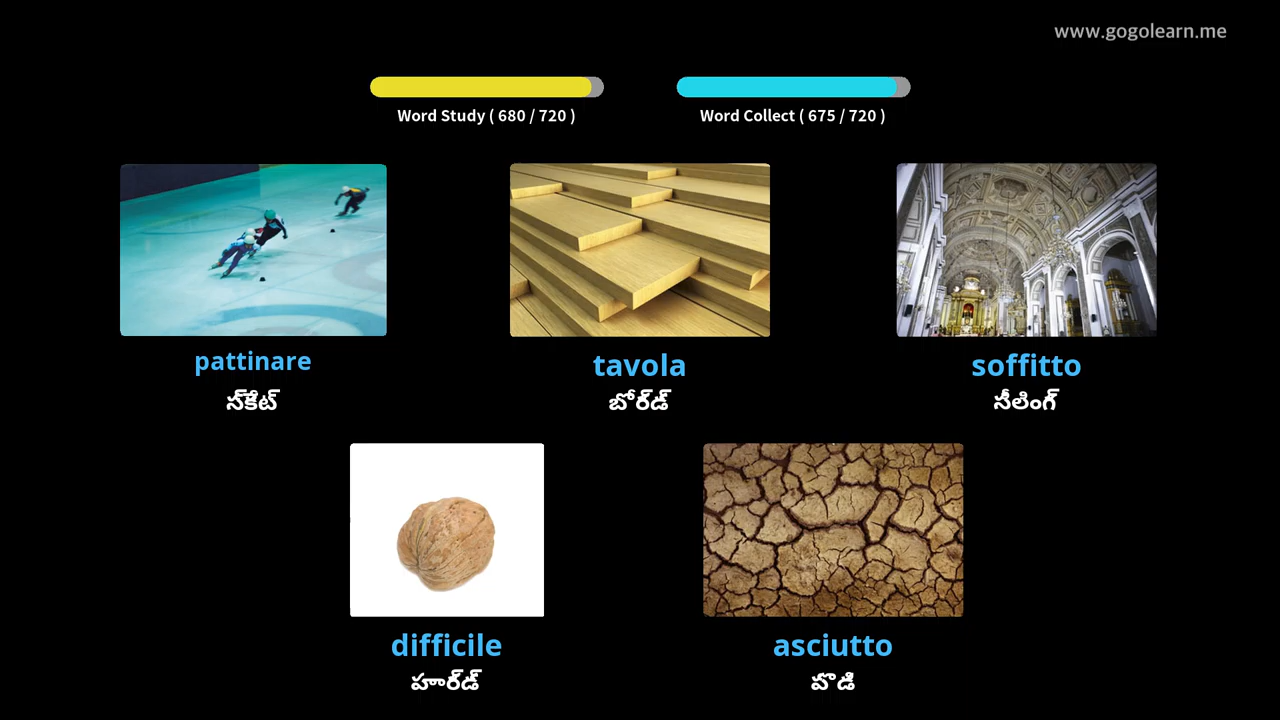 www.gogolearn.me
Word Study ( 680 / 720 )
Word Collect ( 675 / 720 )
pattinare
స్‌కేట్
tavola
బోర్‌డ్
soffitto
సీలింగ్
difficile
హార్‌డ్
asciutto
పొడి